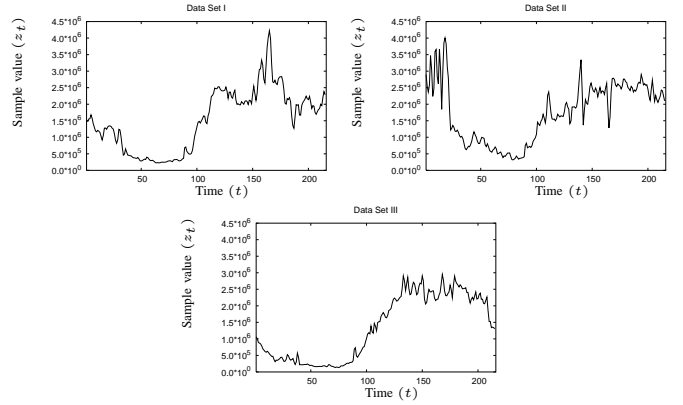 Data Set I
Sample value (z_t)
4.5*10^6
4.0*10^6
3.5*10^6
3.0*10^6
2.5*10^6
2.0*10^6
1.5*10^6
1.0*10^6
5.0*10^5
0.0*10^0
50 100 150 200
Time (t)
Data Set II
Sample value (z_t)
4.5*10^6
4.0*10^6
3.5*10^6
3.0*10^6
2.5*10^6
2.0*10^6
1.5*10^6
1.0*10^6
5.0*10^5
0.0*10^0
50 100 150 200
Time (t)
Data Set III
Sample value (z_t)
4.5*10^6
4.0*10^6
3.5*10^6
3.0*10^6
2.5*10^6
2.0*10^6
1.5*10^6
1.0*10^6
5.0*10^5
0.0*10^0
50 100 150 200
Time (t)